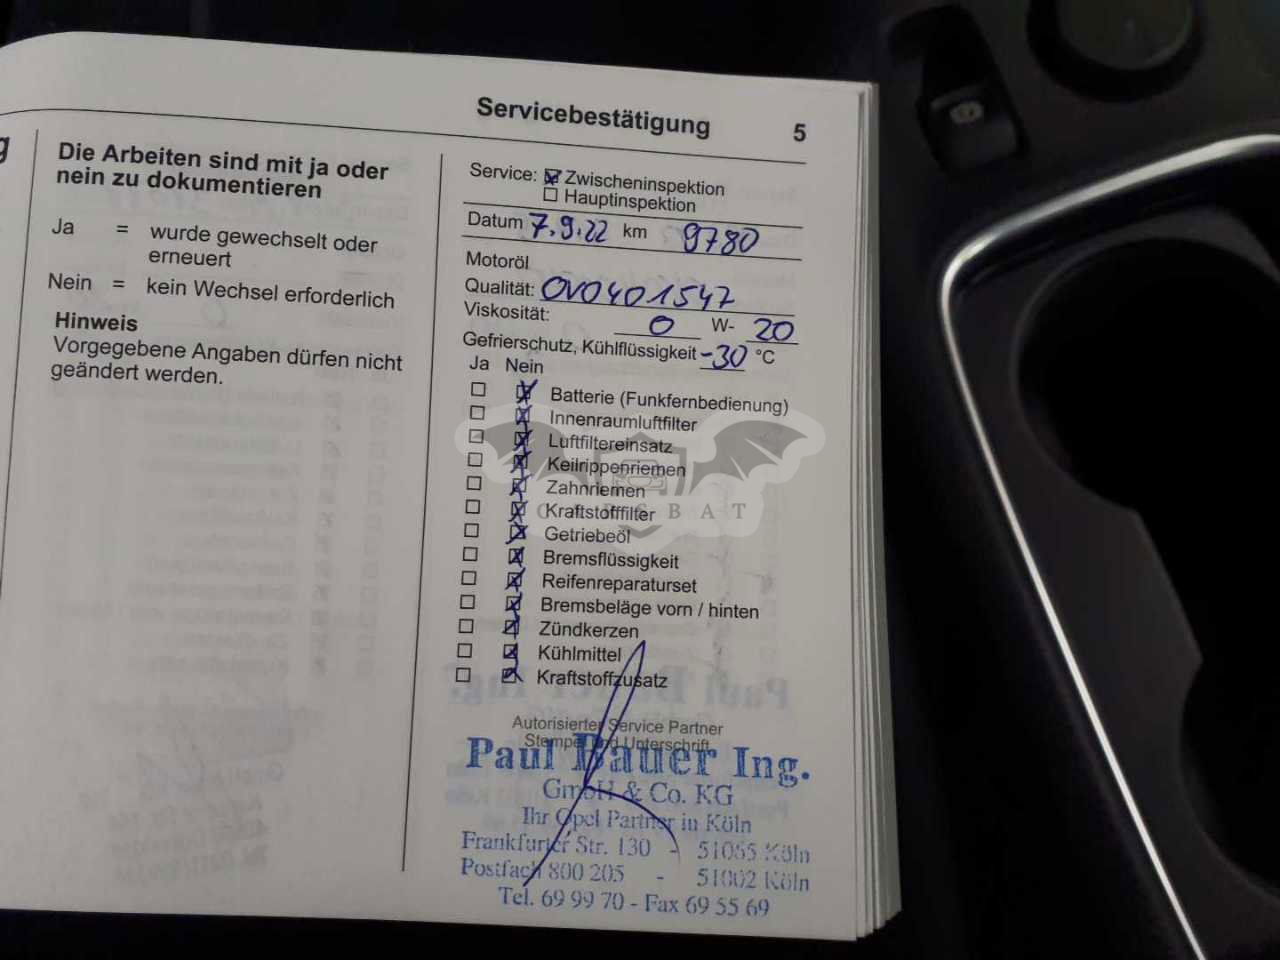 g
Servicebestätigung 5
Die Arbeiten sind mit ja oder
nein zu dokumentieren
Ja = wurde gewechselt oder
erneuert
Nein = kein Wechsel erforderlich
Hinweis
Vorgegebene Angaben dürfen nicht
geändert werden.
Service: Zwischeninspektion
Hauptinspektion
Datum 7.9.22 km 9780
Motoröl
Qualität: OV0401547
Viskosität: 0 W- 20
Gefrierschutz, Kühlflüssigkeit -30 °C
Ja Nein
Batterie (Funkfernbedienung)
Innenraumluftfilter
Luftfiltereinsatz
Keilrippenriemen
Zahnriemen
Kraftstofffilter
Getriebeöl
Bremsflüssigkeit
Reifenreparaturset
Bremsbeläge vorn / hinten
Zündkerzen
Kühlmittel
Kraftstoffzusatz
Autorisierter Service Partner
Stempel und Unterschrift
Paul Bauer Ing.
GmbH & Co. KG
Ihr Opel Partner in Köln
Frankfurter Str. 130 - 51065 Köln
Postfach 800 205 - 51002 Köln
Tel. 69 99 70 - Fax 69 55 69